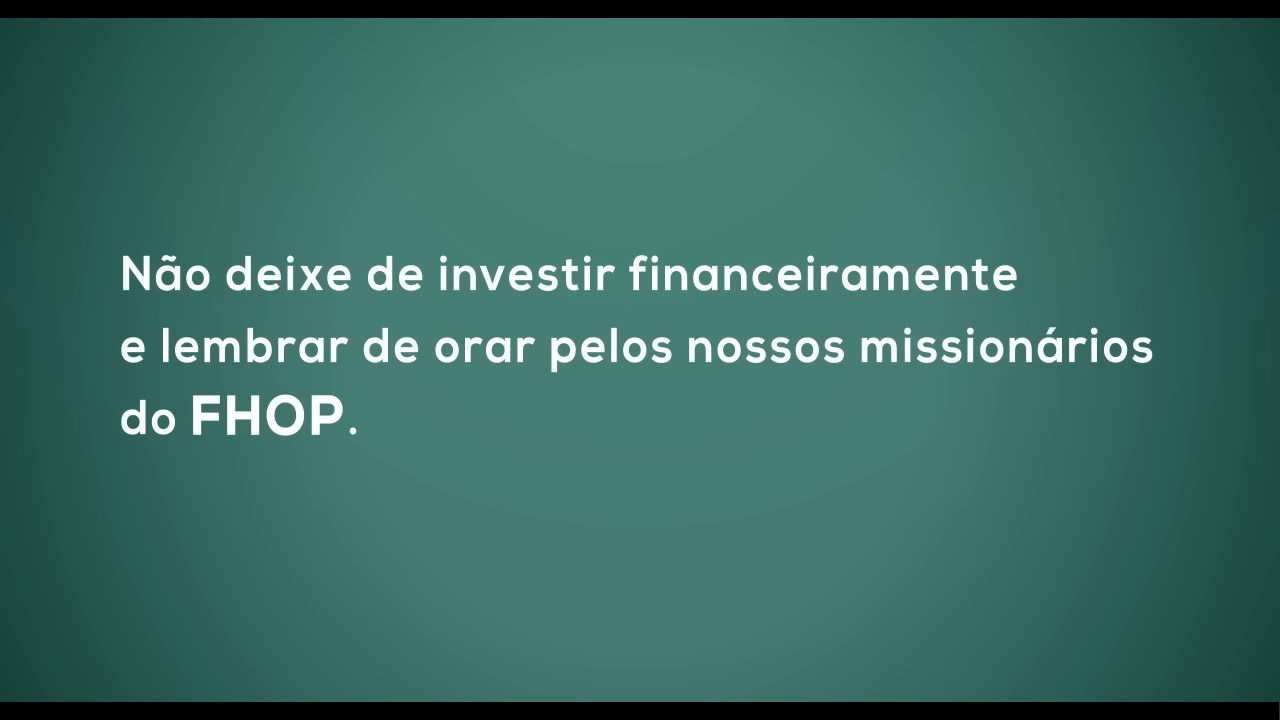 Não deixe de investir financeiramente
e lembrar de orar pelos nossos missionários
do FHOP.